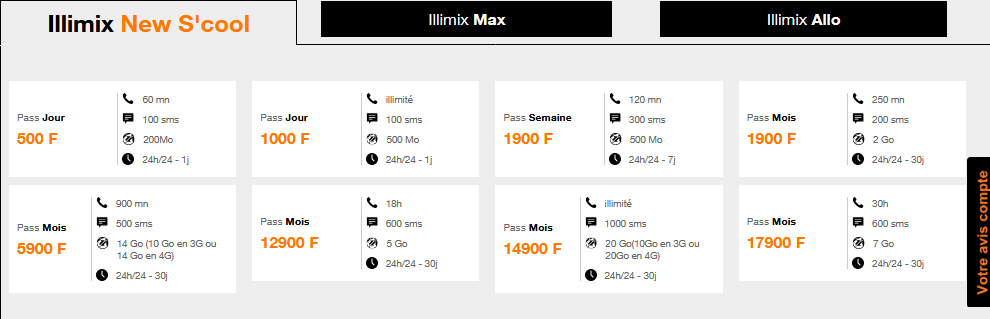 Illimix New S'cool
Illimix Max
Illimix Allo
Pass Jour
500 F
60 mn
100 sms
200Mo
24h/24 - 1j
Pass Jour
1000 F
illimité
100 sms
500 Mo
24h/24 - 1j
Pass Semaine
1900 F
120 mn
300 sms
500 Mo
24h/24 - 7j
Pass Mois
1900 F
250 mn
200 sms
2 Go
24h/24 - 30j
Pass Mois
5900 F
900 mn
500 sms
14 Go (10 Go en 3G ou
14 Go en 4G)
24h/24 - 30j
Pass Mois
12900 F
18h
600 sms
5 Go
24h/24 - 30j
Pass Mois
14900 F
illimité
1000 sms
20 Go(10Go en 3G ou
20Go en 4G)
24h/24 - 30j
Pass Mois
17900 F
30h
600 sms
7 Go
24h/24 - 30j
Votre avis compte